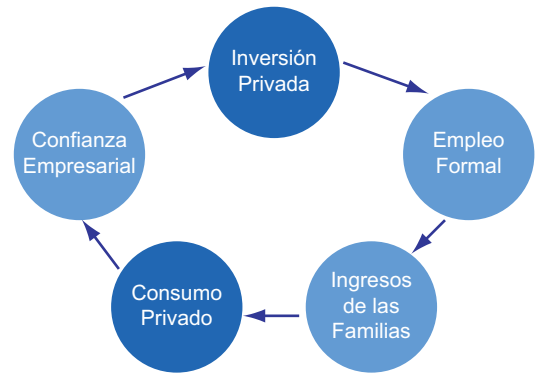 Inversión
Privada
Empleo
Formal
Ingresos
de las
Familias
Consumo
Privado
Confianza
Empresarial